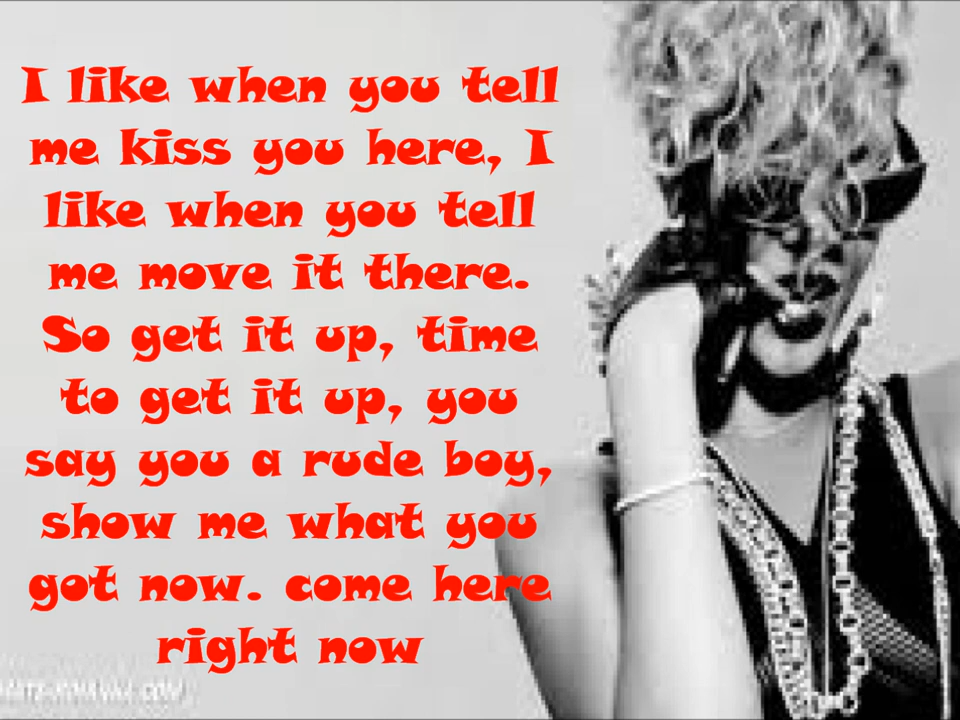 I like when you tell
me kiss you here, I
like when you tell
me move it there.
So get it up, time
to get it up, you
say you a rude boy,
show me what you
got now. come here
right now